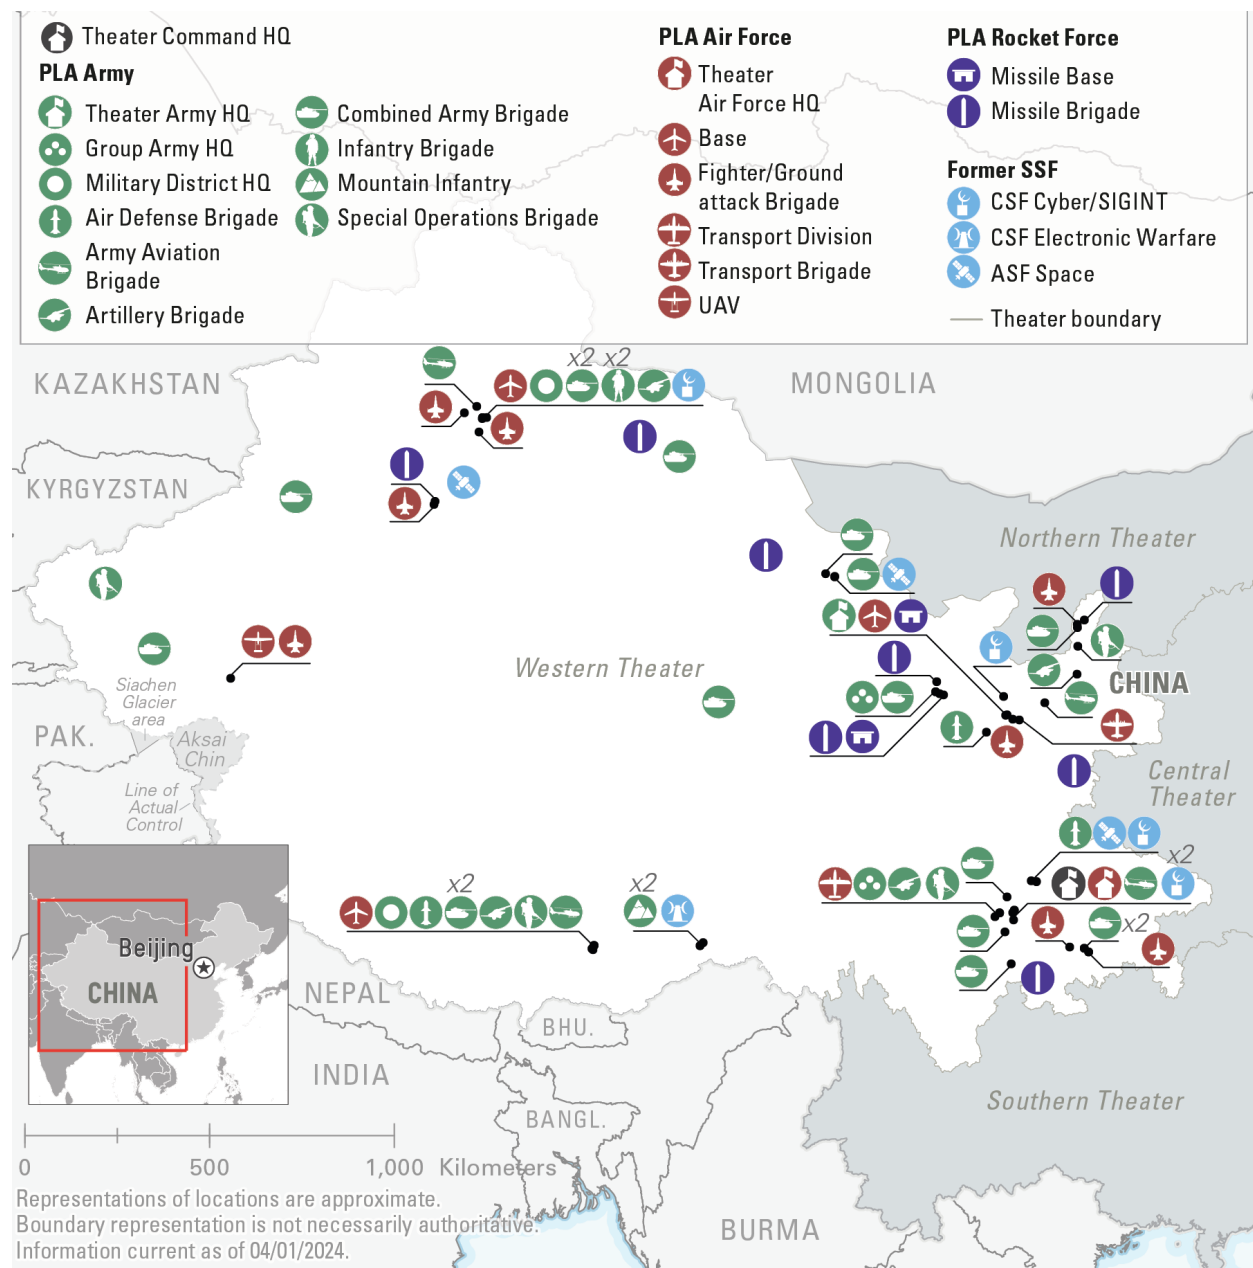 Theater Command HQ
PLA Army
Theater Army HQ
Group Army HQ
Military District HQ
Air Defense Brigade
Army Aviation
Brigade
Artillery Brigade
Combined Army Brigade
Infantry Brigade
Mountain Infantry
Special Operations Brigade
PLA Air Force
Theater
Air Force HQ
Base
Fighter/Ground
attack Brigade
Transport Division
Transport Brigade
UAV
PLA Rocket Force
Missile Base
Missile Brigade
Former SSF
CSF Cyber/SIGINT
CSF Electronic Warfare
ASF Space
Theater boundary
x2 x2
KAZAKHSTAN
MONGOLIA
KYRGYZSTAN
Northern Theater
Western Theater
CHINA
Siachen
Glacier
area
PAK.
Aksai
Chin
Line of
Actual
Control
Central
Theater
x2
x2
x2
x2
Beijing
CHINA
NEPAL
BHU.
INDIA
BANGL.
Southern Theater
BURMA
0
500
1,000 Kilometers
Representations of locations are approximate.
Boundary representation is not necessarily authoritative.
Information current as of 04/01/2024.